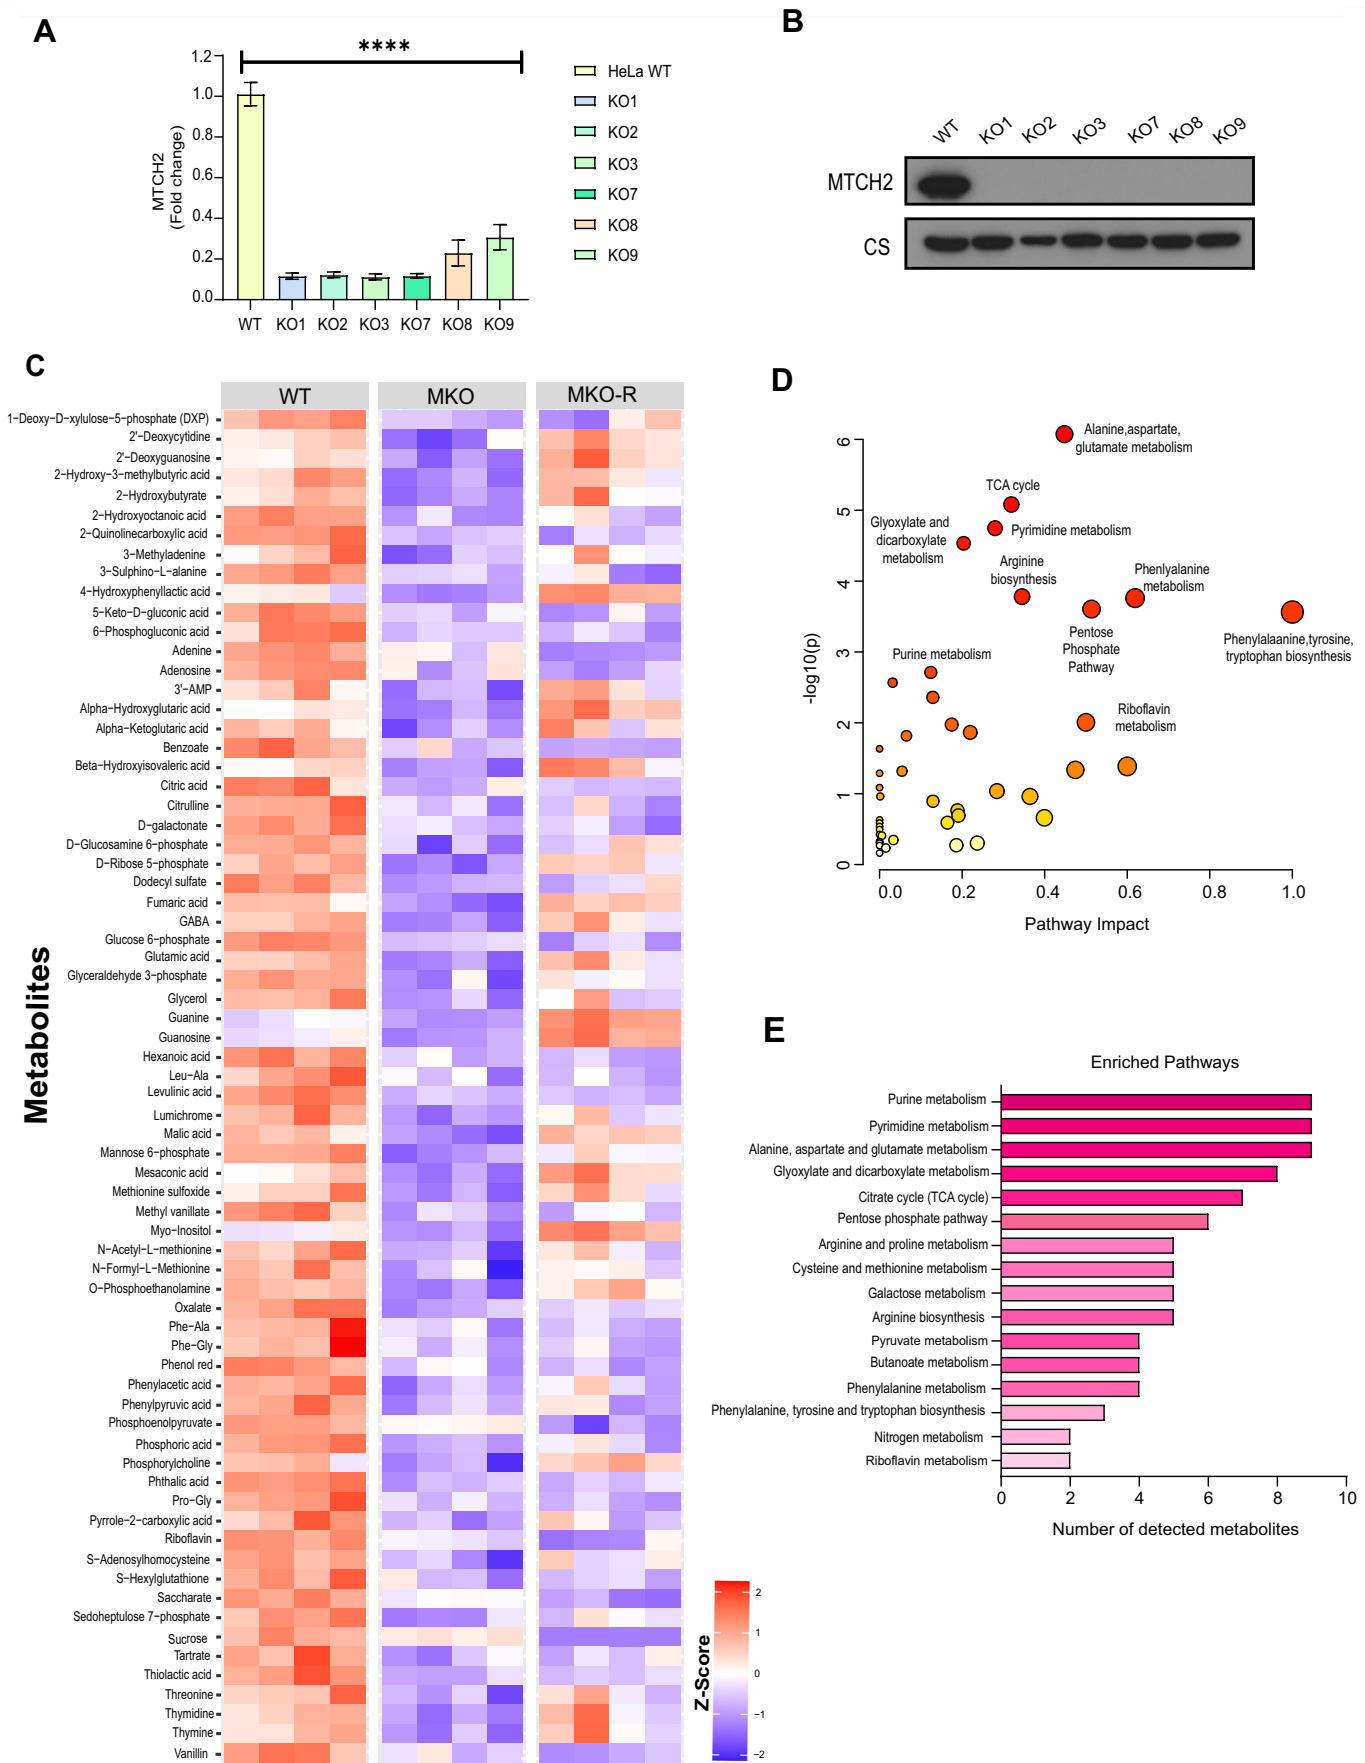 A
****
1.2
1.0
0.8
0.6
0.4
0.2
0.0
MTCH2
(Fold change)
WT KO1 KO2 KO3 KO7 KO8 KO9
HeLa WT
KO1
KO2
KO3
KO7
KO8
KO9
B
WT KO1 KO2 KO3 KO7 KO8 KO9
MTCH2
CS
C
WT MKO MKO-R
Metabolites
1−Deoxy−D−xylulose−5−phosphate (DXP)
2'−Deoxycytidine
2'−Deoxyguanosine
2−Hydroxy−3−methylbutyric acid
2−Hydroxybutyrate
2−Hydroxyoctanoic acid
2−Quinolinecarboxylic acid
3−Methyladenine
3−Sulphino−L−alanine
4−Hydroxyphenyllactic acid
5−Keto−D−gluconic acid
6−Phosphogluconic acid
Adenine
Adenosine
3'−AMP
Alpha−Hydroxyglutaric acid
Alpha−Ketoglutaric acid
Benzoate
Beta−Hydroxyisovaleric acid
Citric acid
Citrulline
D−galactonate
D−Glucosamine 6−phosphate
D−Ribose 5−phosphate
Dodecyl sulfate
Fumaric acid
GABA
Glucose 6−phosphate
Glutamic acid
Glyceraldehyde 3−phosphate
Glycerol
Guanine
Guanosine
Hexanoic acid
Leu−Ala
Levulinic acid
Lumichrome
Malic acid
Mannose 6−phosphate
Mesaconic acid
Methionine sulfoxide
Methyl vanillate
Myo−Inositol
N−Acetyl−L−methionine
N−Formyl−L−Methionine
O−Phosphoethanolamine
Oxalate
Phe−Ala
Phe−Gly
Phenol red
Phenylacetic acid
Phenylpyruvic acid
Phosphoenolpyruvate
Phosphoric acid
Phosphorylcholine
Phthalic acid
Pro−Gly
Pyrrole−2−carboxylic acid
Riboflavin
S−Adenosylhomocysteine
S−Hexylglutathione
Saccharate
Sedoheptulose 7−phosphate
Sucrose
Tartrate
Thiolactic acid
Threonine
Thymidine
Thymine
Vanillin
Z−Score
2
1
0
−1
−2
D
6
5
4
3
2
1
0
-log10(p)
Alanine,aspartate,
glutamate metabolism
TCA cycle
Glyoxylate and
dicarboxylate
metabolism
Pyrimidine metabolism
Arginine
biosynthesis
Phenlyalanine
metabolism
Pentose
Phosphate
Pathway
Phenylalaanine,tyrosine,
tryptophan biosynthesis
Purine metabolism
Riboflavin
metabolism
0.0 0.2 0.4 0.6 0.8 1.0
Pathway Impact
E
Enriched Pathways
Purine metabolism
Pyrimidine metabolism
Alanine, aspartate and glutamate metabolism
Glyoxylate and dicarboxylate metabolism
Citrate cycle (TCA cycle)
Pentose phosphate pathway
Arginine and proline metabolism
Cysteine and methionine metabolism
Galactose metabolism
Arginine biosynthesis
Pyruvate metabolism
Butanoate metabolism
Phenylalanine metabolism
Phenylalanine, tyrosine and tryptophan biosynthesis
Nitrogen metabolism
Riboflavin metabolism
0 2 4 6 8 10
Number of detected metabolites